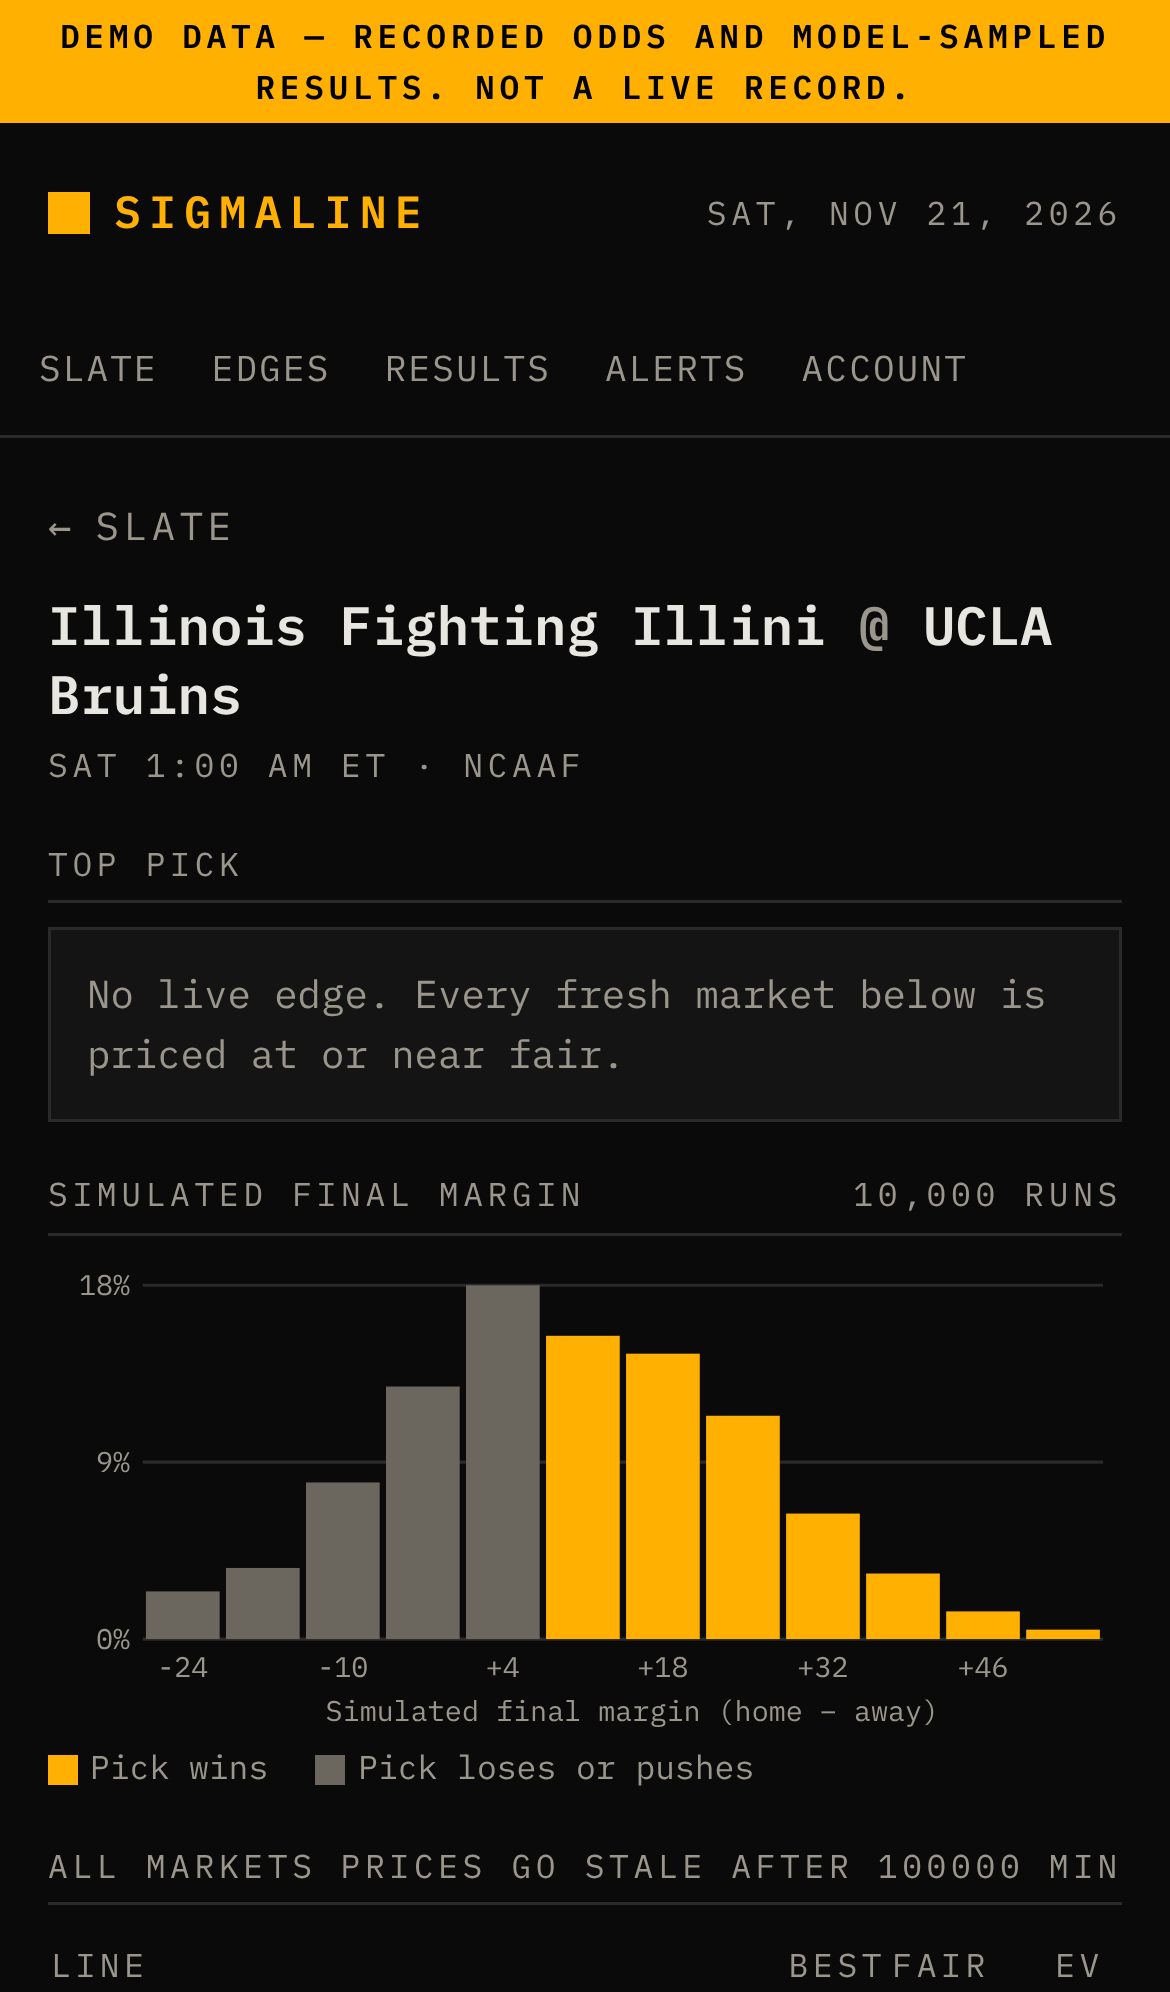 DEMO DATA — RECORDED ODDS AND MODEL-SAMPLED
RESULTS. NOT A LIVE RECORD.
SIGMALINE
SAT, NOV 21, 2026
SLATE EDGES RESULTS ALERTS ACCOUNT
← SLATE
Illinois Fighting Illini @ UCLA
Bruins
SAT 1:00 AM ET · NCAAF
TOP PICK
No live edge. Every fresh market below is
priced at or near fair.
SIMULATED FINAL MARGIN 10,000 RUNS
18%
9%
0%
-24 -10 +4 +18 +32 +46
Simulated final margin (home − away)
Pick wins Pick loses or pushes
ALL MARKETS PRICES GO STALE AFTER 100000 MIN
LINE BEST FAIR EV